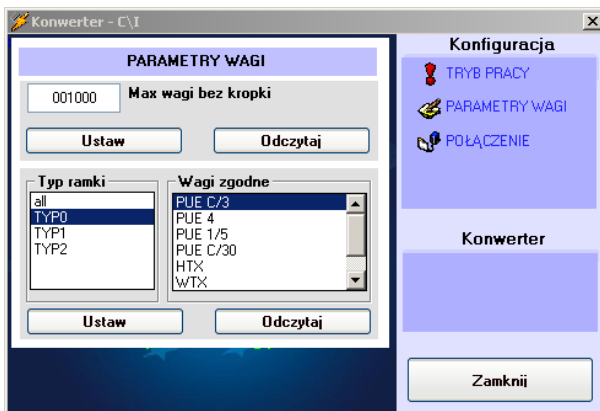 Konwerter - C\I
PARAMETRY WAGI
001000 Max wagi bez kropki
Ustaw Odczytaj
Typ ramki
all
TYP0
TYP1
TYP2
Wagi zgodne
PUE C/3
PUE 4
PUE 1/5
PUE C/30
HTX
WTX
Ustaw Odczytaj
Konfiguracja
TRYB PRACY
PARAMETRY WAGI
POŁĄCZENIE
Konwerter
Zamknij